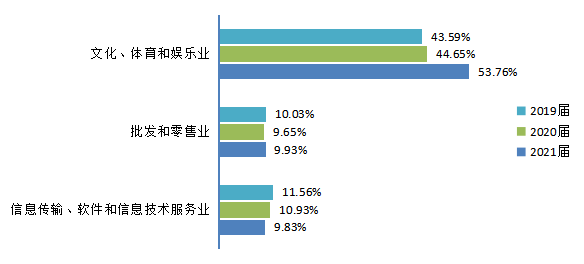 文化、体育和娱乐业
43.59%
44.65%
53.76%
批发和零售业
10.03%
9.65%
9.93%
信息传输、软件和信息技术服务业
11.56%
10.93%
9.83%
2019届
2020届
2021届